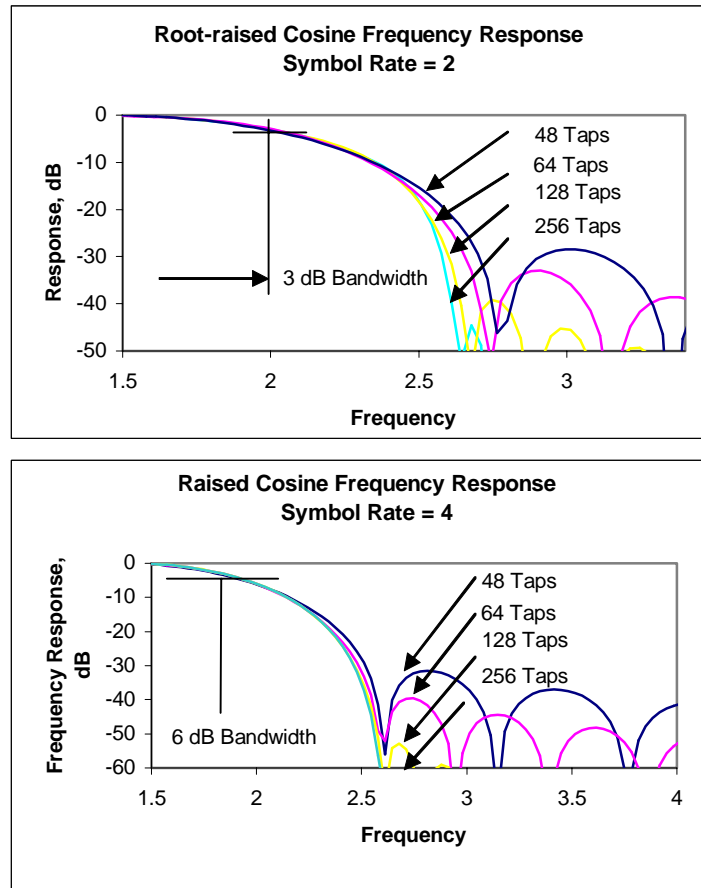 Root-raised Cosine Frequency Response
Symbol Rate = 2
0
-10
-20
-30
-40
-50
Response, dB
48 Taps
64 Taps
128 Taps
256 Taps
3 dB Bandwidth
1.5 2 2.5 3
Frequency
Raised Cosine Frequency Response
Symbol Rate = 4
0
-10
-20
-30
-40
-50
-60
Frequency Response,
dB
48 Taps
64 Taps
128 Taps
256 Taps
6 dB Bandwidth
1.5 2 2.5 3 3.5 4
Frequency